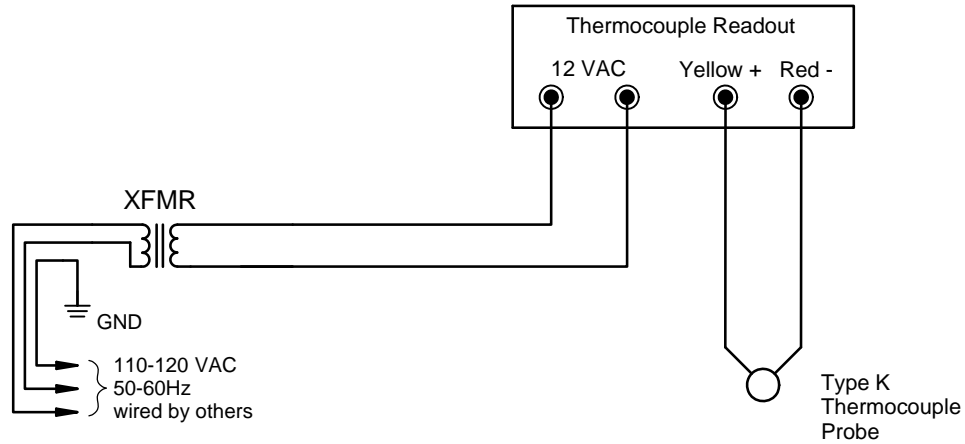 Thermocouple Readout
12 VAC
Yellow +
Red -
XFMR
GND
110-120 VAC
50-60Hz
wired by others
Type K
Thermocouple
Probe